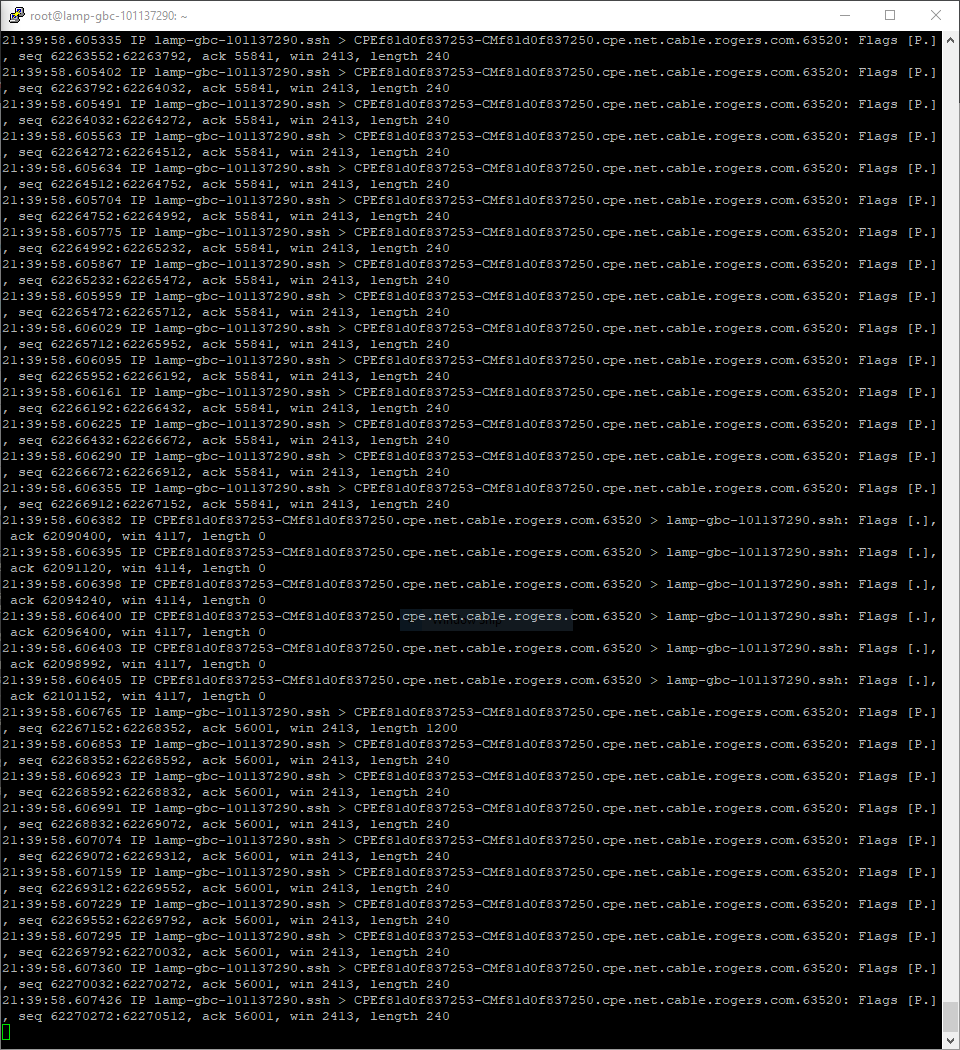 root@lamp-gbc-101137290: ~
21:39:58.605335 IP lamp-gbc-101137290.ssh > CPEf81d0f837253-CMf81d0f837250.cpe.net.cable.rogers.com.63520: Flags [P.]
, seq 62263552:62263792, ack 55841, win 2413, length 240
21:39:58.605402 IP lamp-gbc-101137290.ssh > CPEf81d0f837253-CMf81d0f837250.cpe.net.cable.rogers.com.63520: Flags [P.]
, seq 62263792:62264032, ack 55841, win 2413, length 240
21:39:58.605491 IP lamp-gbc-101137290.ssh > CPEf81d0f837253-CMf81d0f837250.cpe.net.cable.rogers.com.63520: Flags [P.]
, seq 62264032:62264272, ack 55841, win 2413, length 240
21:39:58.605563 IP lamp-gbc-101137290.ssh > CPEf81d0f837253-CMf81d0f837250.cpe.net.cable.rogers.com.63520: Flags [P.]
, seq 62264272:62264512, ack 55841, win 2413, length 240
21:39:58.605634 IP lamp-gbc-101137290.ssh > CPEf81d0f837253-CMf81d0f837250.cpe.net.cable.rogers.com.63520: Flags [P.]
, seq 62264512:62264752, ack 55841, win 2413, length 240
21:39:58.605704 IP lamp-gbc-101137290.ssh > CPEf81d0f837253-CMf81d0f837250.cpe.net.cable.rogers.com.63520: Flags [P.]
, seq 62264752:62264992, ack 55841, win 2413, length 240
21:39:58.605775 IP lamp-gbc-101137290.ssh > CPEf81d0f837253-CMf81d0f837250.cpe.net.cable.rogers.com.63520: Flags [P.]
, seq 62264992:62265232, ack 55841, win 2413, length 240
21:39:58.605867 IP lamp-gbc-101137290.ssh > CPEf81d0f837253-CMf81d0f837250.cpe.net.cable.rogers.com.63520: Flags [P.]
, seq 62265232:62265472, ack 55841, win 2413, length 240
21:39:58.605959 IP lamp-gbc-101137290.ssh > CPEf81d0f837253-CMf81d0f837250.cpe.net.cable.rogers.com.63520: Flags [P.]
, seq 62265472:62265712, ack 55841, win 2413, length 240
21:39:58.606029 IP lamp-gbc-101137290.ssh > CPEf81d0f837253-CMf81d0f837250.cpe.net.cable.rogers.com.63520: Flags [P.]
, seq 62265712:62265952, ack 55841, win 2413, length 240
21:39:58.606095 IP lamp-gbc-101137290.ssh > CPEf81d0f837253-CMf81d0f837250.cpe.net.cable.rogers.com.63520: Flags [P.]
, seq 62265952:62266192, ack 55841, win 2413, length 240
21:39:58.606161 IP lamp-gbc-101137290.ssh > CPEf81d0f837253-CMf81d0f837250.cpe.net.cable.rogers.com.63520: Flags [P.]
, seq 62266192:62266432, ack 55841, win 2413, length 240
21:39:58.606225 IP lamp-gbc-101137290.ssh > CPEf81d0f837253-CMf81d0f837250.cpe.net.cable.rogers.com.63520: Flags [P.]
, seq 62266432:62266672, ack 55841, win 2413, length 240
21:39:58.606290 IP lamp-gbc-101137290.ssh > CPEf81d0f837253-CMf81d0f837250.cpe.net.cable.rogers.com.63520: Flags [P.]
, seq 62266672:62266912, ack 55841, win 2413, length 240
21:39:58.606355 IP lamp-gbc-101137290.ssh > CPEf81d0f837253-CMf81d0f837250.cpe.net.cable.rogers.com.63520: Flags [P.]
, seq 62266912:62267152, ack 55841, win 2413, length 240
21:39:58.606382 IP CPEf81d0f837253-CMf81d0f837250.cpe.net.cable.rogers.com.63520 > lamp-gbc-101137290.ssh: Flags [.],
 ack 62090400, win 4117, length 0
21:39:58.606395 IP CPEf81d0f837253-CMf81d0f837250.cpe.net.cable.rogers.com.63520 > lamp-gbc-101137290.ssh: Flags [.],
 ack 62091120, win 4114, length 0
21:39:58.606398 IP CPEf81d0f837253-CMf81d0f837250.cpe.net.cable.rogers.com.63520 > lamp-gbc-101137290.ssh: Flags [.],
 ack 62094240, win 4114, length 0
21:39:58.606400 IP CPEf81d0f837253-CMf81d0f837250.cpe.net.cable.rogers.com.63520 > lamp-gbc-101137290.ssh: Flags [.],
 ack 62096400, win 4117, length 0
21:39:58.606403 IP CPEf81d0f837253-CMf81d0f837250.cpe.net.cable.rogers.com.63520 > lamp-gbc-101137290.ssh: Flags [.],
 ack 62098992, win 4117, length 0
21:39:58.606405 IP CPEf81d0f837253-CMf81d0f837250.cpe.net.cable.rogers.com.63520 > lamp-gbc-101137290.ssh: Flags [.],
 ack 62101152, win 4117, length 0
21:39:58.606765 IP lamp-gbc-101137290.ssh > CPEf81d0f837253-CMf81d0f837250.cpe.net.cable.rogers.com.63520: Flags [P.]
, seq 62267152:62268352, ack 56001, win 2413, length 1200
21:39:58.606853 IP lamp-gbc-101137290.ssh > CPEf81d0f837253-CMf81d0f837250.cpe.net.cable.rogers.com.63520: Flags [P.]
, seq 62268352:62268592, ack 56001, win 2413, length 240
21:39:58.606923 IP lamp-gbc-101137290.ssh > CPEf81d0f837253-CMf81d0f837250.cpe.net.cable.rogers.com.63520: Flags [P.]
, seq 62268592:62268832, ack 56001, win 2413, length 240
21:39:58.606991 IP lamp-gbc-101137290.ssh > CPEf81d0f837253-CMf81d0f837250.cpe.net.cable.rogers.com.63520: Flags [P.]
, seq 62268832:62269072, ack 56001, win 2413, length 240
21:39:58.607074 IP lamp-gbc-101137290.ssh > CPEf81d0f837253-CMf81d0f837250.cpe.net.cable.rogers.com.63520: Flags [P.]
, seq 62269072:62269312, ack 56001, win 2413, length 240
21:39:58.607159 IP lamp-gbc-101137290.ssh > CPEf81d0f837253-CMf81d0f837250.cpe.net.cable.rogers.com.63520: Flags [P.]
, seq 62269312:62269552, ack 56001, win 2413, length 240
21:39:58.607229 IP lamp-gbc-101137290.ssh > CPEf81d0f837253-CMf81d0f837250.cpe.net.cable.rogers.com.63520: Flags [P.]
, seq 62269552:62269792, ack 56001, win 2413, length 240
21:39:58.607295 IP lamp-gbc-101137290.ssh > CPEf81d0f837253-CMf81d0f837250.cpe.net.cable.rogers.com.63520: Flags [P.]
, seq 62269792:62270032, ack 56001, win 2413, length 240
21:39:58.607360 IP lamp-gbc-101137290.ssh > CPEf81d0f837253-CMf81d0f837250.cpe.net.cable.rogers.com.63520: Flags [P.]
, seq 62270032:62270272, ack 56001, win 2413, length 240
21:39:58.607426 IP lamp-gbc-101137290.ssh > CPEf81d0f837253-CMf81d0f837250.cpe.net.cable.rogers.com.63520: Flags [P.]
, seq 62270272:62270512, ack 56001, win 2413, length 240